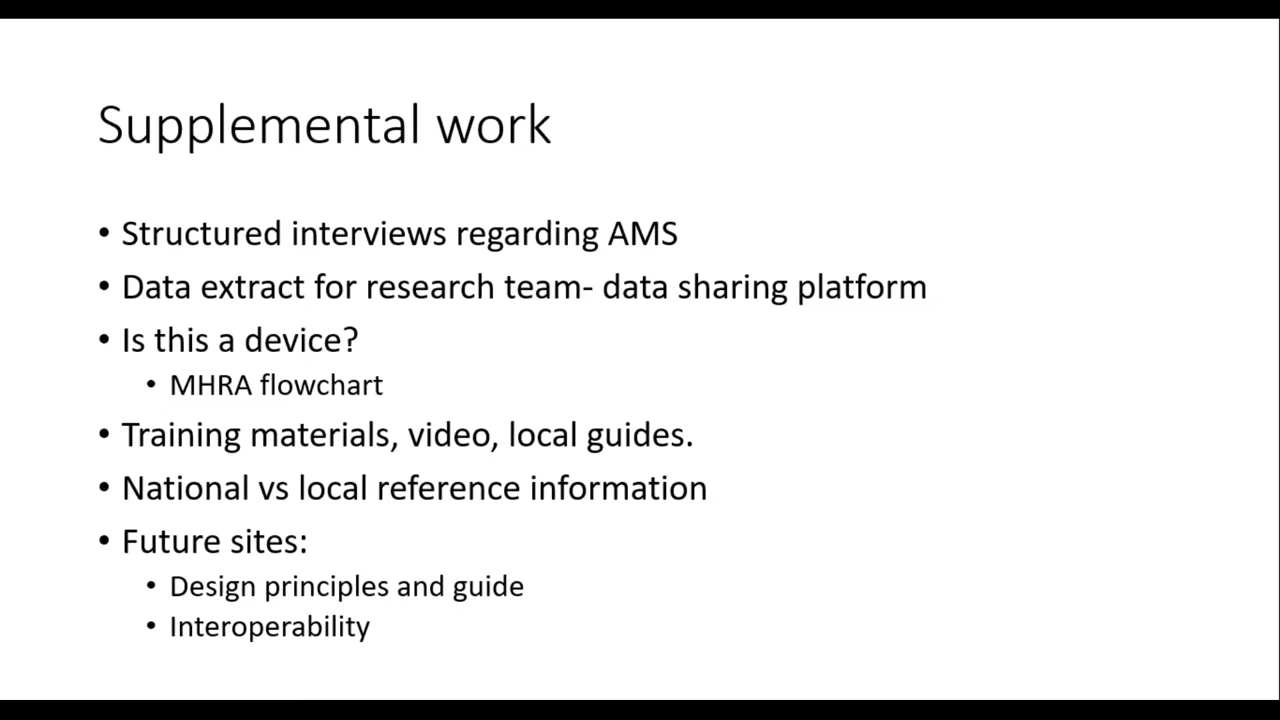 Supplemental work
• Structured interviews regarding AMS
• Data extract for research team- data sharing platform
• Is this a device?
• MHRA flowchart
• Training materials, video, local guides.
• National vs local reference information
• Future sites:
• Design principles and guide
• Interoperability